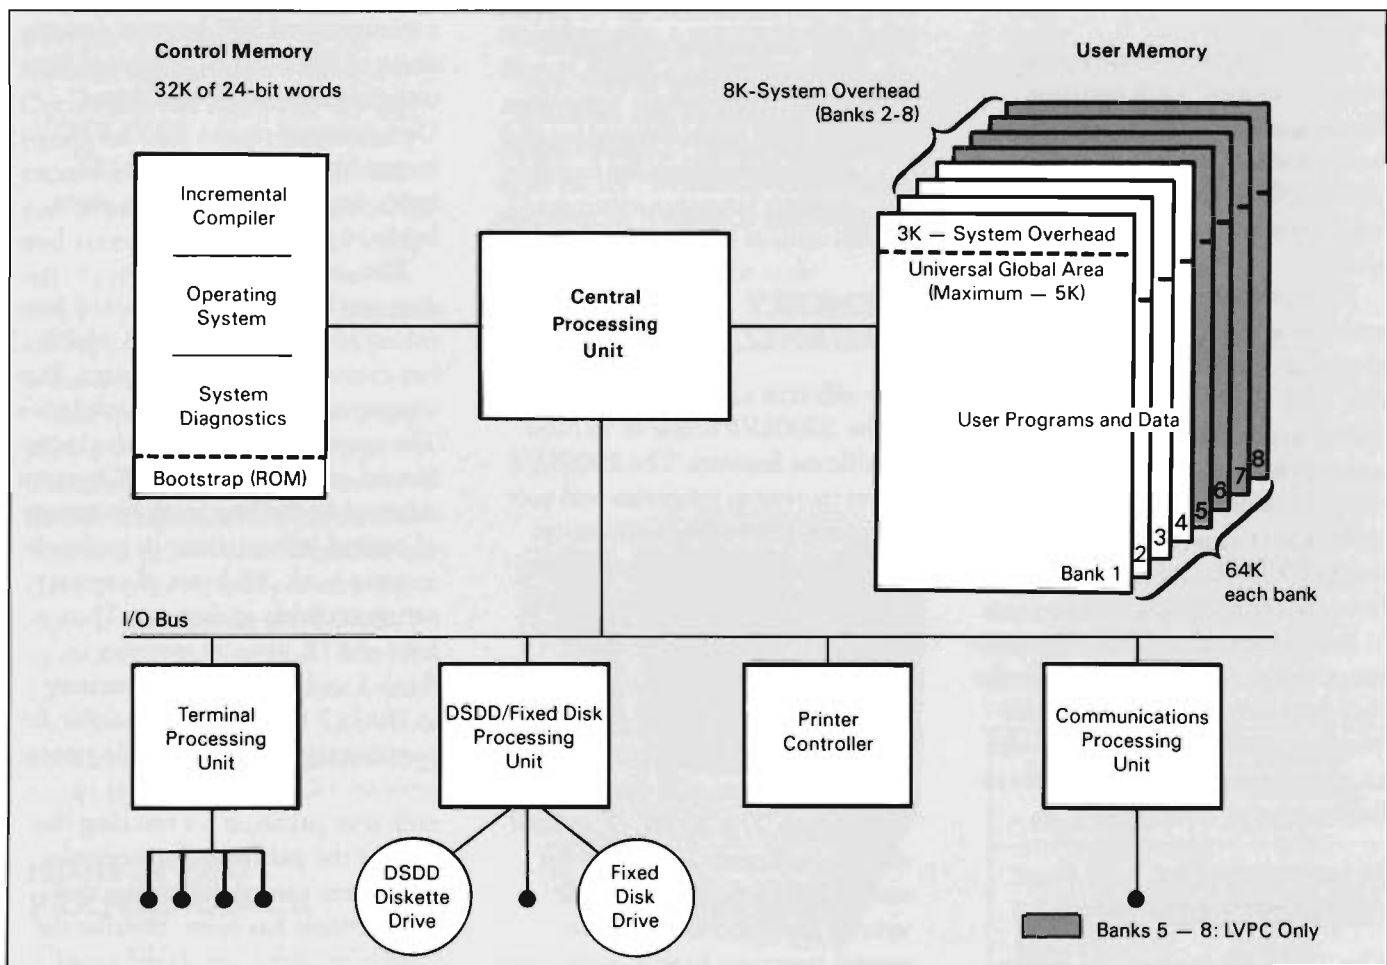 Control Memory
32K of 24-bit words
Incremental
Compiler
Operating
System
System
Diagnostics
Bootstrap (ROM)
Central
Processing
Unit
User Memory
8K-System Overhead
(Banks 2-8)
3K — System Overhead
Universal Global Area
(Maximum — 5K)
User Programs and Data
Bank 1
2
3
4
5
6
7
8
64K
each bank
I/O Bus
Terminal
Processing
Unit
DSDD/Fixed Disk
Processing
Unit
Printer
Controller
Communications
Processing
Unit
DSDD
Diskette
Drive
Fixed
Disk
Drive
Banks 5 — 8: LVPC Only